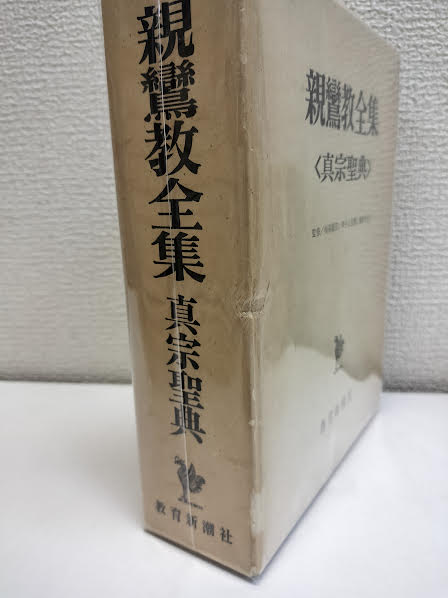 親鸞教全集
真宗聖典
教育新潮社
親鸞教全集
〈真宗聖典〉